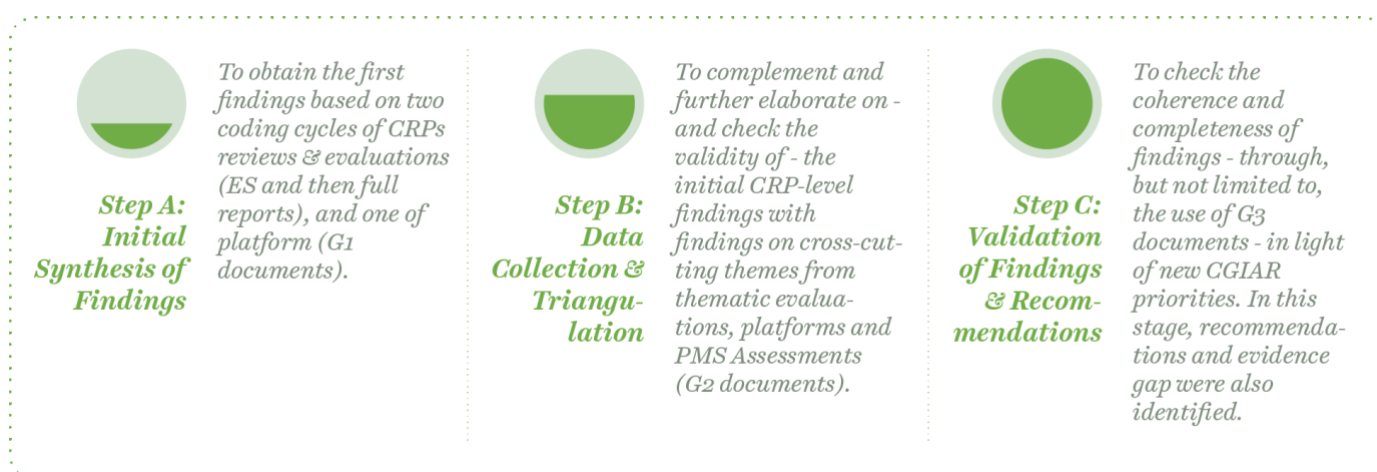 Step A:
Initial
Synthesis of
Findings
To obtain the first
findings based on two
coding cycles of CRPs
reviews & evaluations
(ES and then full
reports), and one of
platform (G1
documents).
Step B:
Data
Collection &
Triangu-
lation
To complement and
further elaborate on -
and check the
validity of - the
initial CRP-level
findings with
findings on cross-cut-
ting themes from
thematic evalua-
tions, platforms and
PMS Assessments
(G2 documents).
Step C:
Validation
of Findings
& Recom-
mendations
To check the
coherence and
completeness of
findings - through,
but not limited to,
the use of G3
documents - in light
of new CGIAR
priorities. In this
stage, recommenda-
tions and evidence
gap were also
identified.